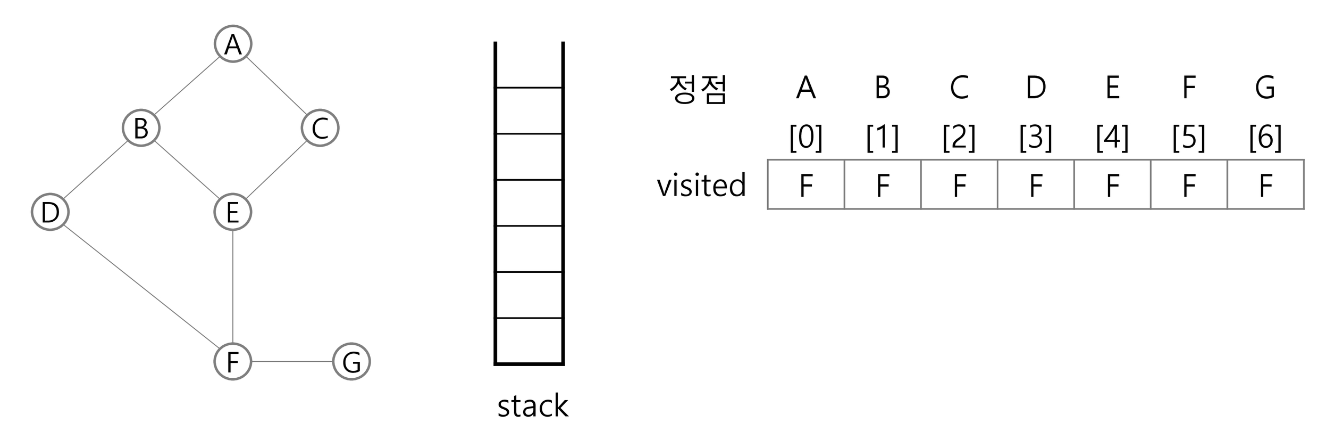 A
B
C
D
E
F
G
stack
정점 A B C D E F G
[0] [1] [2] [3] [4] [5] [6]
visited F F F F F F F